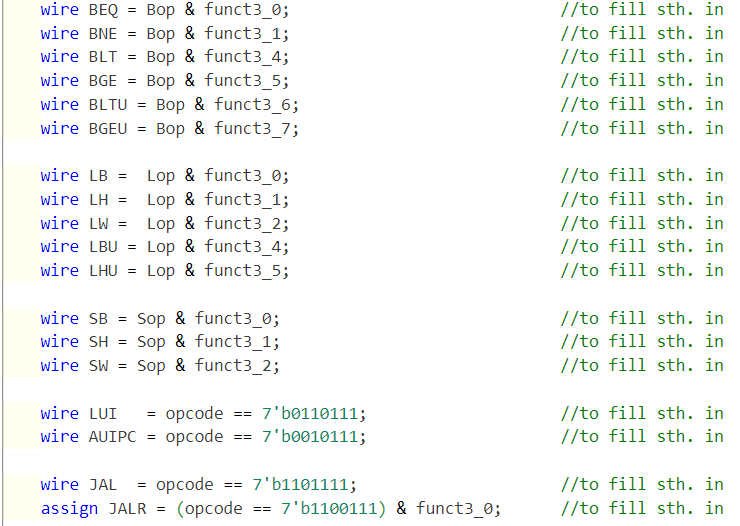 wire BEQ = Bop & funct3_0; //to fill sth. in
wire BNE = Bop & funct3_1; //to fill sth. in
wire BLT = Bop & funct3_4; //to fill sth. in
wire BGE = Bop & funct3_5; //to fill sth. in
wire BLTU = Bop & funct3_6; //to fill sth. in
wire BGEU = Bop & funct3_7; //to fill sth. in
wire LB =  Lop & funct3_0; //to fill sth. in
wire LH =  Lop & funct3_1; //to fill sth. in
wire LW =  Lop & funct3_2; //to fill sth. in
wire LBU = Lop & funct3_4; //to fill sth. in
wire LHU = Lop & funct3_5; //to fill sth. in
wire SB = Sop & funct3_0; //to fill sth. in
wire SH = Sop & funct3_1; //to fill sth. in
wire SW = Sop & funct3_2; //to fill sth. in
wire LUI   = opcode == 7'b0110111; //to fill sth. in
wire AUIPC = opcode == 7'b0010111; //to fill sth. in
wire JAL  = opcode == 7'b1101111; //to fill sth. in
assign JALR = (opcode == 7'b1100111) & funct3_0; //to fill sth. in